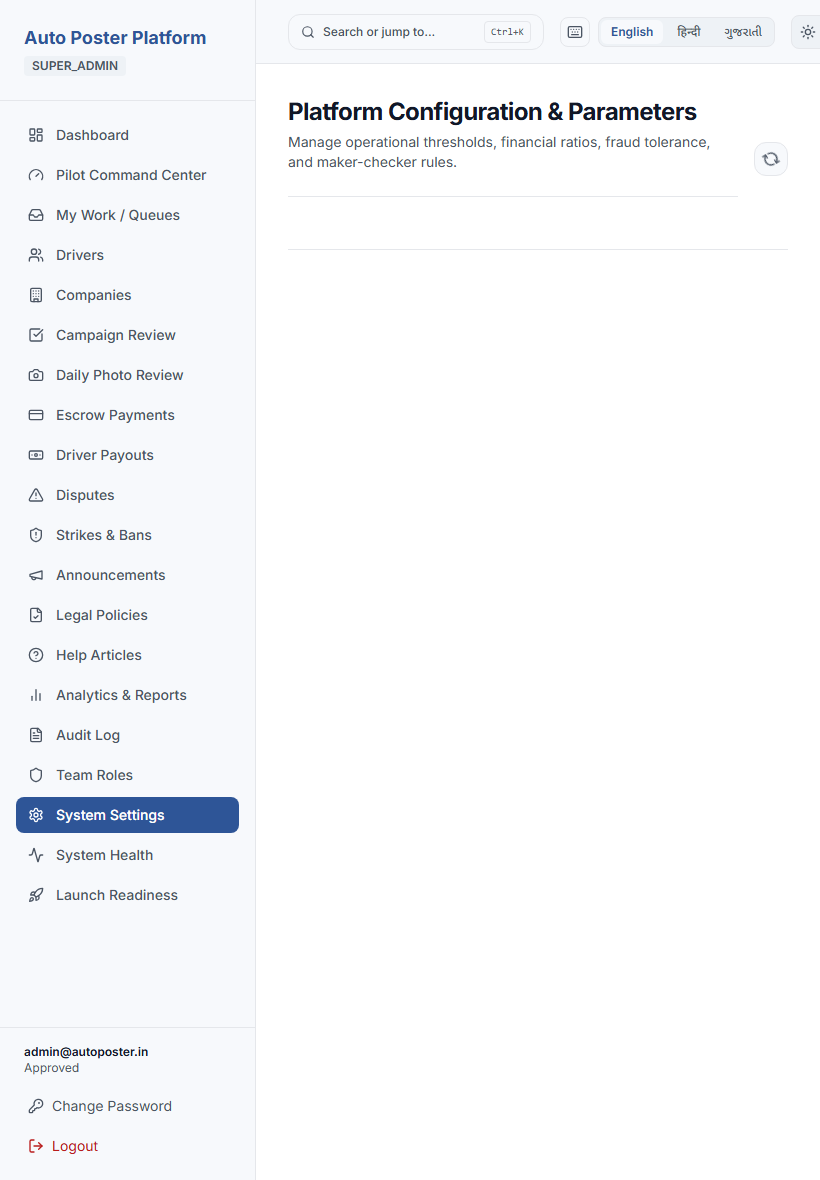 Auto Poster Platform
SUPER_ADMIN
Dashboard
Pilot Command Center
My Work / Queues
Drivers
Companies
Campaign Review
Daily Photo Review
Escrow Payments
Driver Payouts
Disputes
Strikes & Bans
Announcements
Legal Policies
Help Articles
Analytics & Reports
Audit Log
Team Roles
System Settings
System Health
Launch Readiness
admin@autoposter.in
Approved
Change Password
Logout
Search or jump to... Ctrl+K
English हिन्दी ગુજરાતી
Platform Configuration & Parameters
Manage operational thresholds, financial ratios, fraud tolerance,
and maker-checker rules.